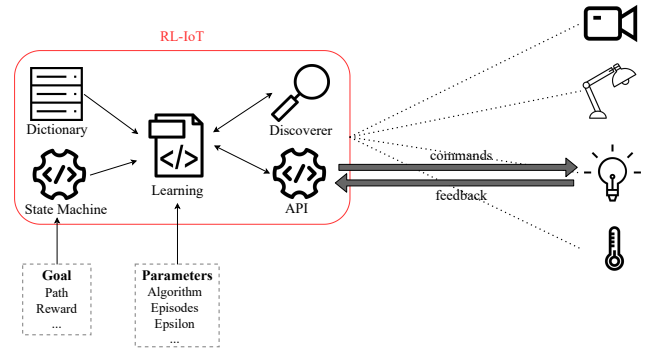 RL-IoT
Dictionary
Discoverer
</>
</>
</>
commands
Learning
State Machine
API
feedback
Goal
Path
Reward
...
Parameters
Algorithm
Episodes
Epsilon
...